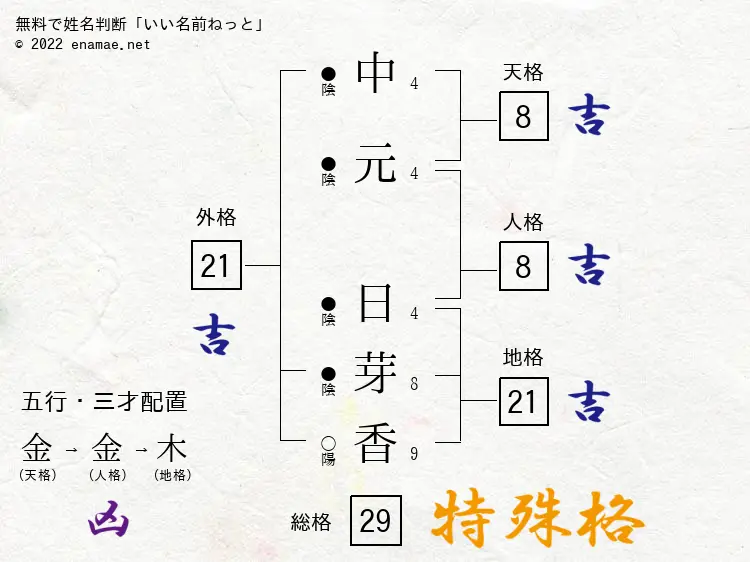 無料で姓名判断「いい名前ねっと」
© 2022 enamae.net
●陰 中 4
●陰 元 4
●陰 日 4
●陰 芽 8
○陽 香 9
天格
8 吉
人格
8 吉
外格
21
吉
地格
21 吉
五行・三才配置
金→金→木
(天格) (人格) (地格)
凶
総格 29 特殊格